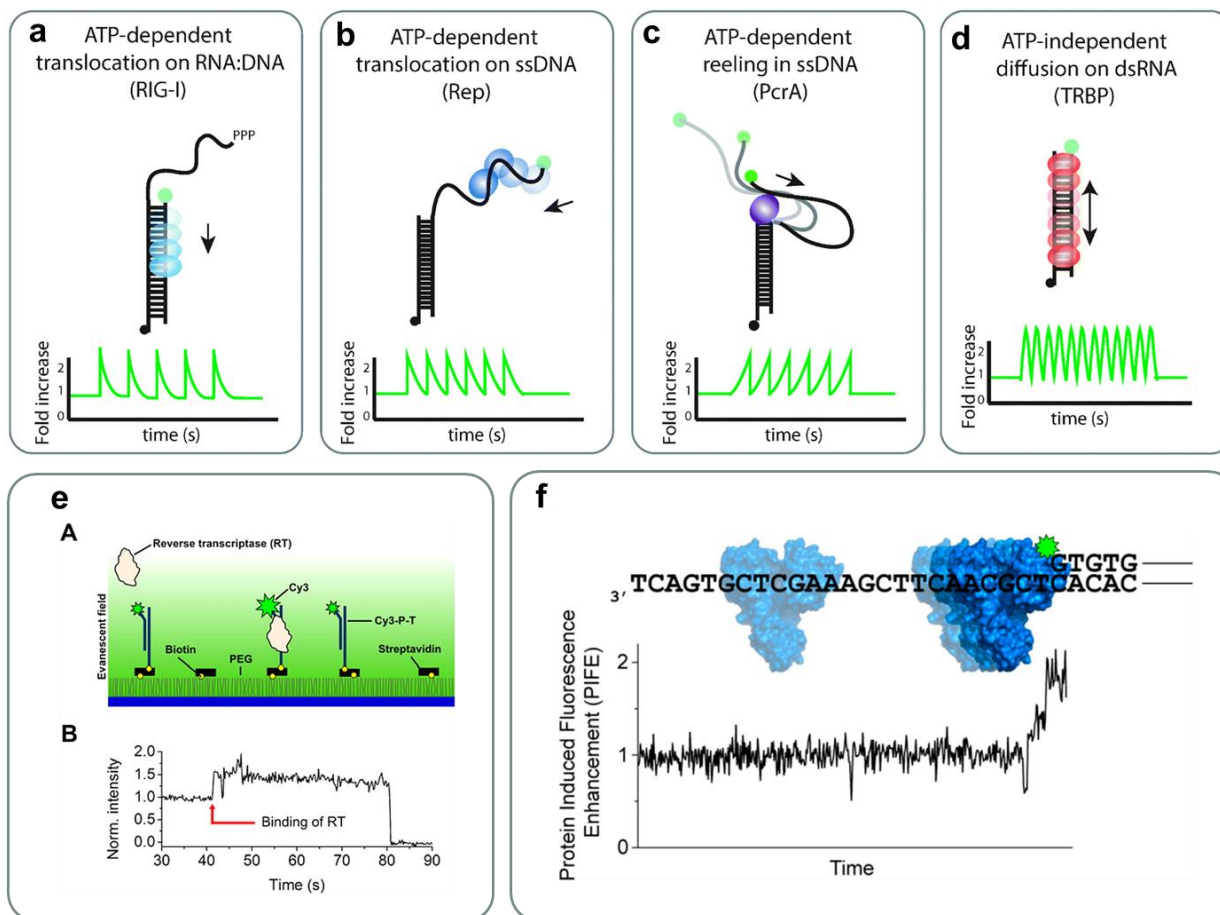 a
ATP-dependent
translocation on RNA:DNA
(RIG-I)
PPP
Fold increase
2
1
0
time (s)
b
ATP-dependent
translocation on ssDNA
(Rep)
Fold increase
2
1
0
time (s)
c
ATP-dependent
reeling in ssDNA
(PcrA)
Fold increase
2
1
0
time (s)
d
ATP-independent
diffusion on dsRNA
(TRBP)
Fold increase
2
1
0
time (s)
e
A
Reverse transcriptase (RT)
Cy3
Cy3-P-T
Evanescent field
Biotin
PEG
Streptavidin
B
Norm. intensity
2.0
1.5
1.0
0.5
0.0
Binding of RT
30 40 50 60 70 80 90
Time (s)
f
GTGTG
TCAGTGCTCGAAAGCTTCAACGCTCACAC
3′
Protein Induced Fluorescence
Enhancement (PIFE)
2
1
0
Time